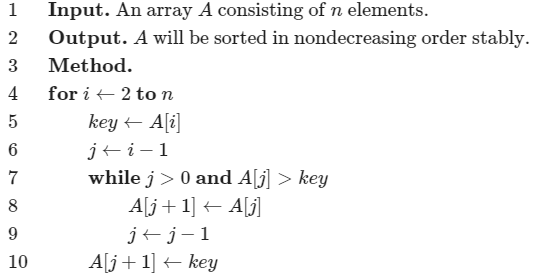 1 Input. An array A consisting of n elements.
2 Output. A will be sorted in nondecreasing order stably.
3 Method.
4 for i ← 2 to n
5 key ← A[i]
6 j ← i − 1
7 while j > 0 and A[j] > key
8 A[j + 1] ← A[j]
9 j ← j − 1
10 A[j + 1] ← key